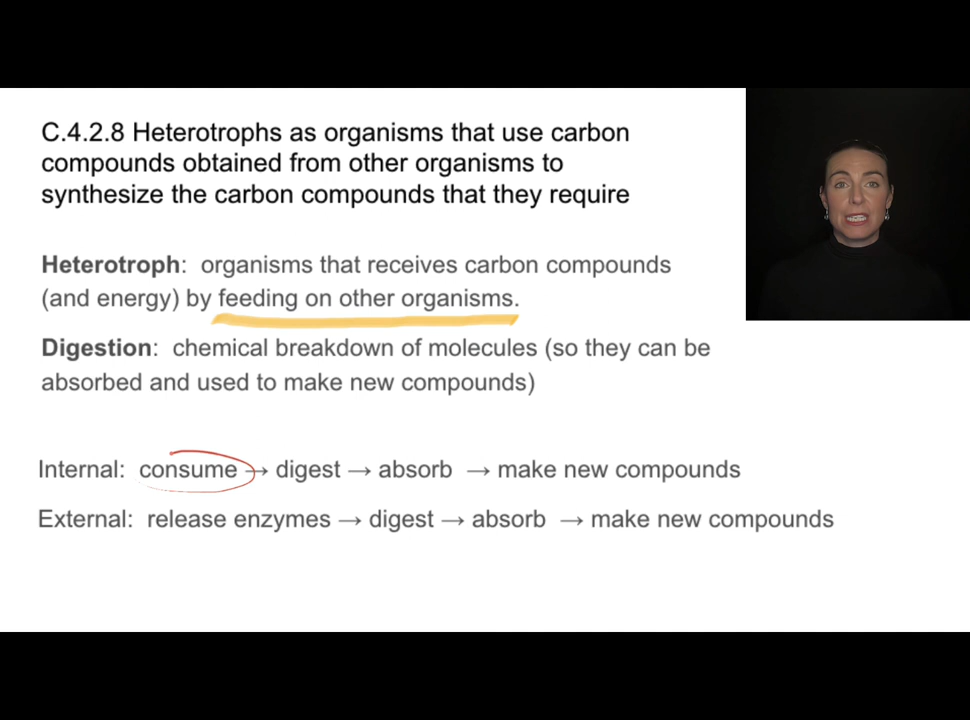 C.4.2.8 Heterotrophs as organisms that use carbon
compounds obtained from other organisms to
synthesize the carbon compounds that they require
Heterotroph: organisms that receives carbon compounds
(and energy) by feeding on other organisms.
Digestion: chemical breakdown of molecules (so they can be
absorbed and used to make new compounds)
Internal: consume → digest → absorb → make new compounds
External: release enzymes → digest → absorb → make new compounds